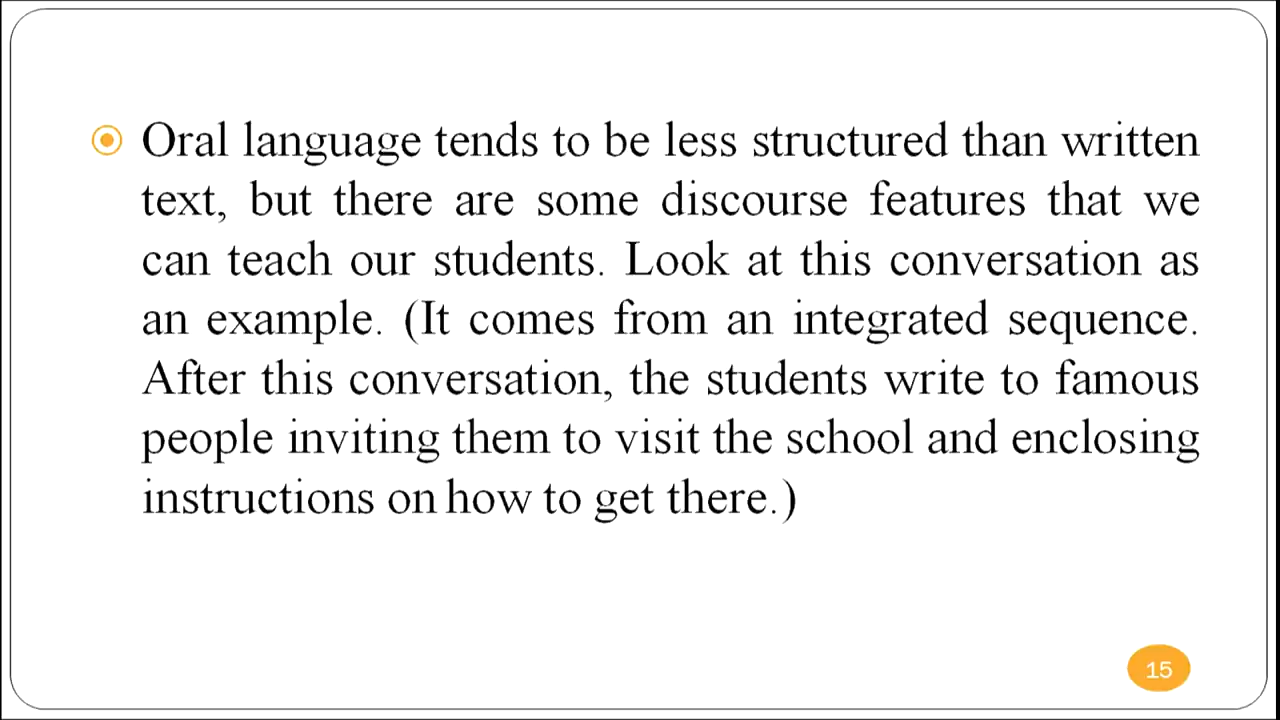 Oral language tends to be less structured than written
text, but there are some discourse features that we
can teach our students. Look at this conversation as
an example. (It comes from an integrated sequence.
After this conversation, the students write to famous
people inviting them to visit the school and enclosing
instructions on how to get there.)
15